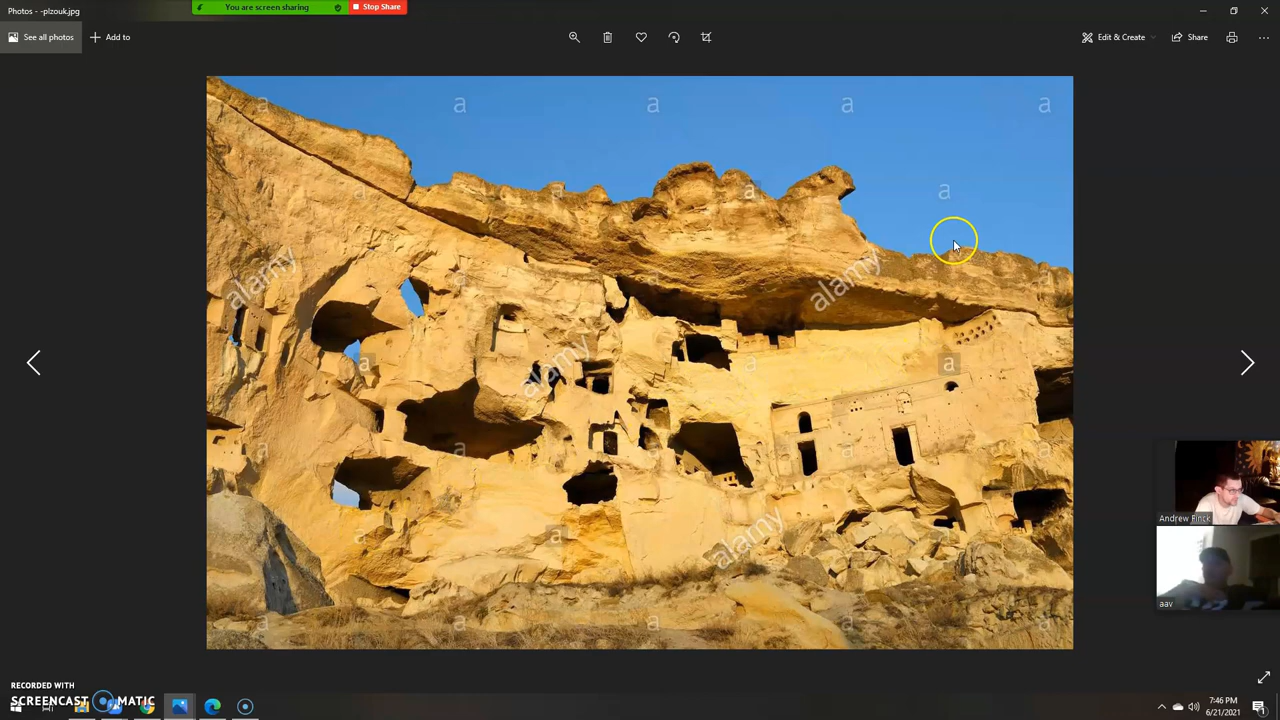 Photos - -plzouk.jpg
You are screen sharing
Stop Share
See all photos
Add to
Edit & Create
Share
a a a a a
a a a a
alamy alamy
a a
alamy
a a a
a a a
a a
alamy
a a a a
Andrew Finck
aav
RECORDED WITH
SCREENCAST MATIC
7:46 PM
6/21/2021